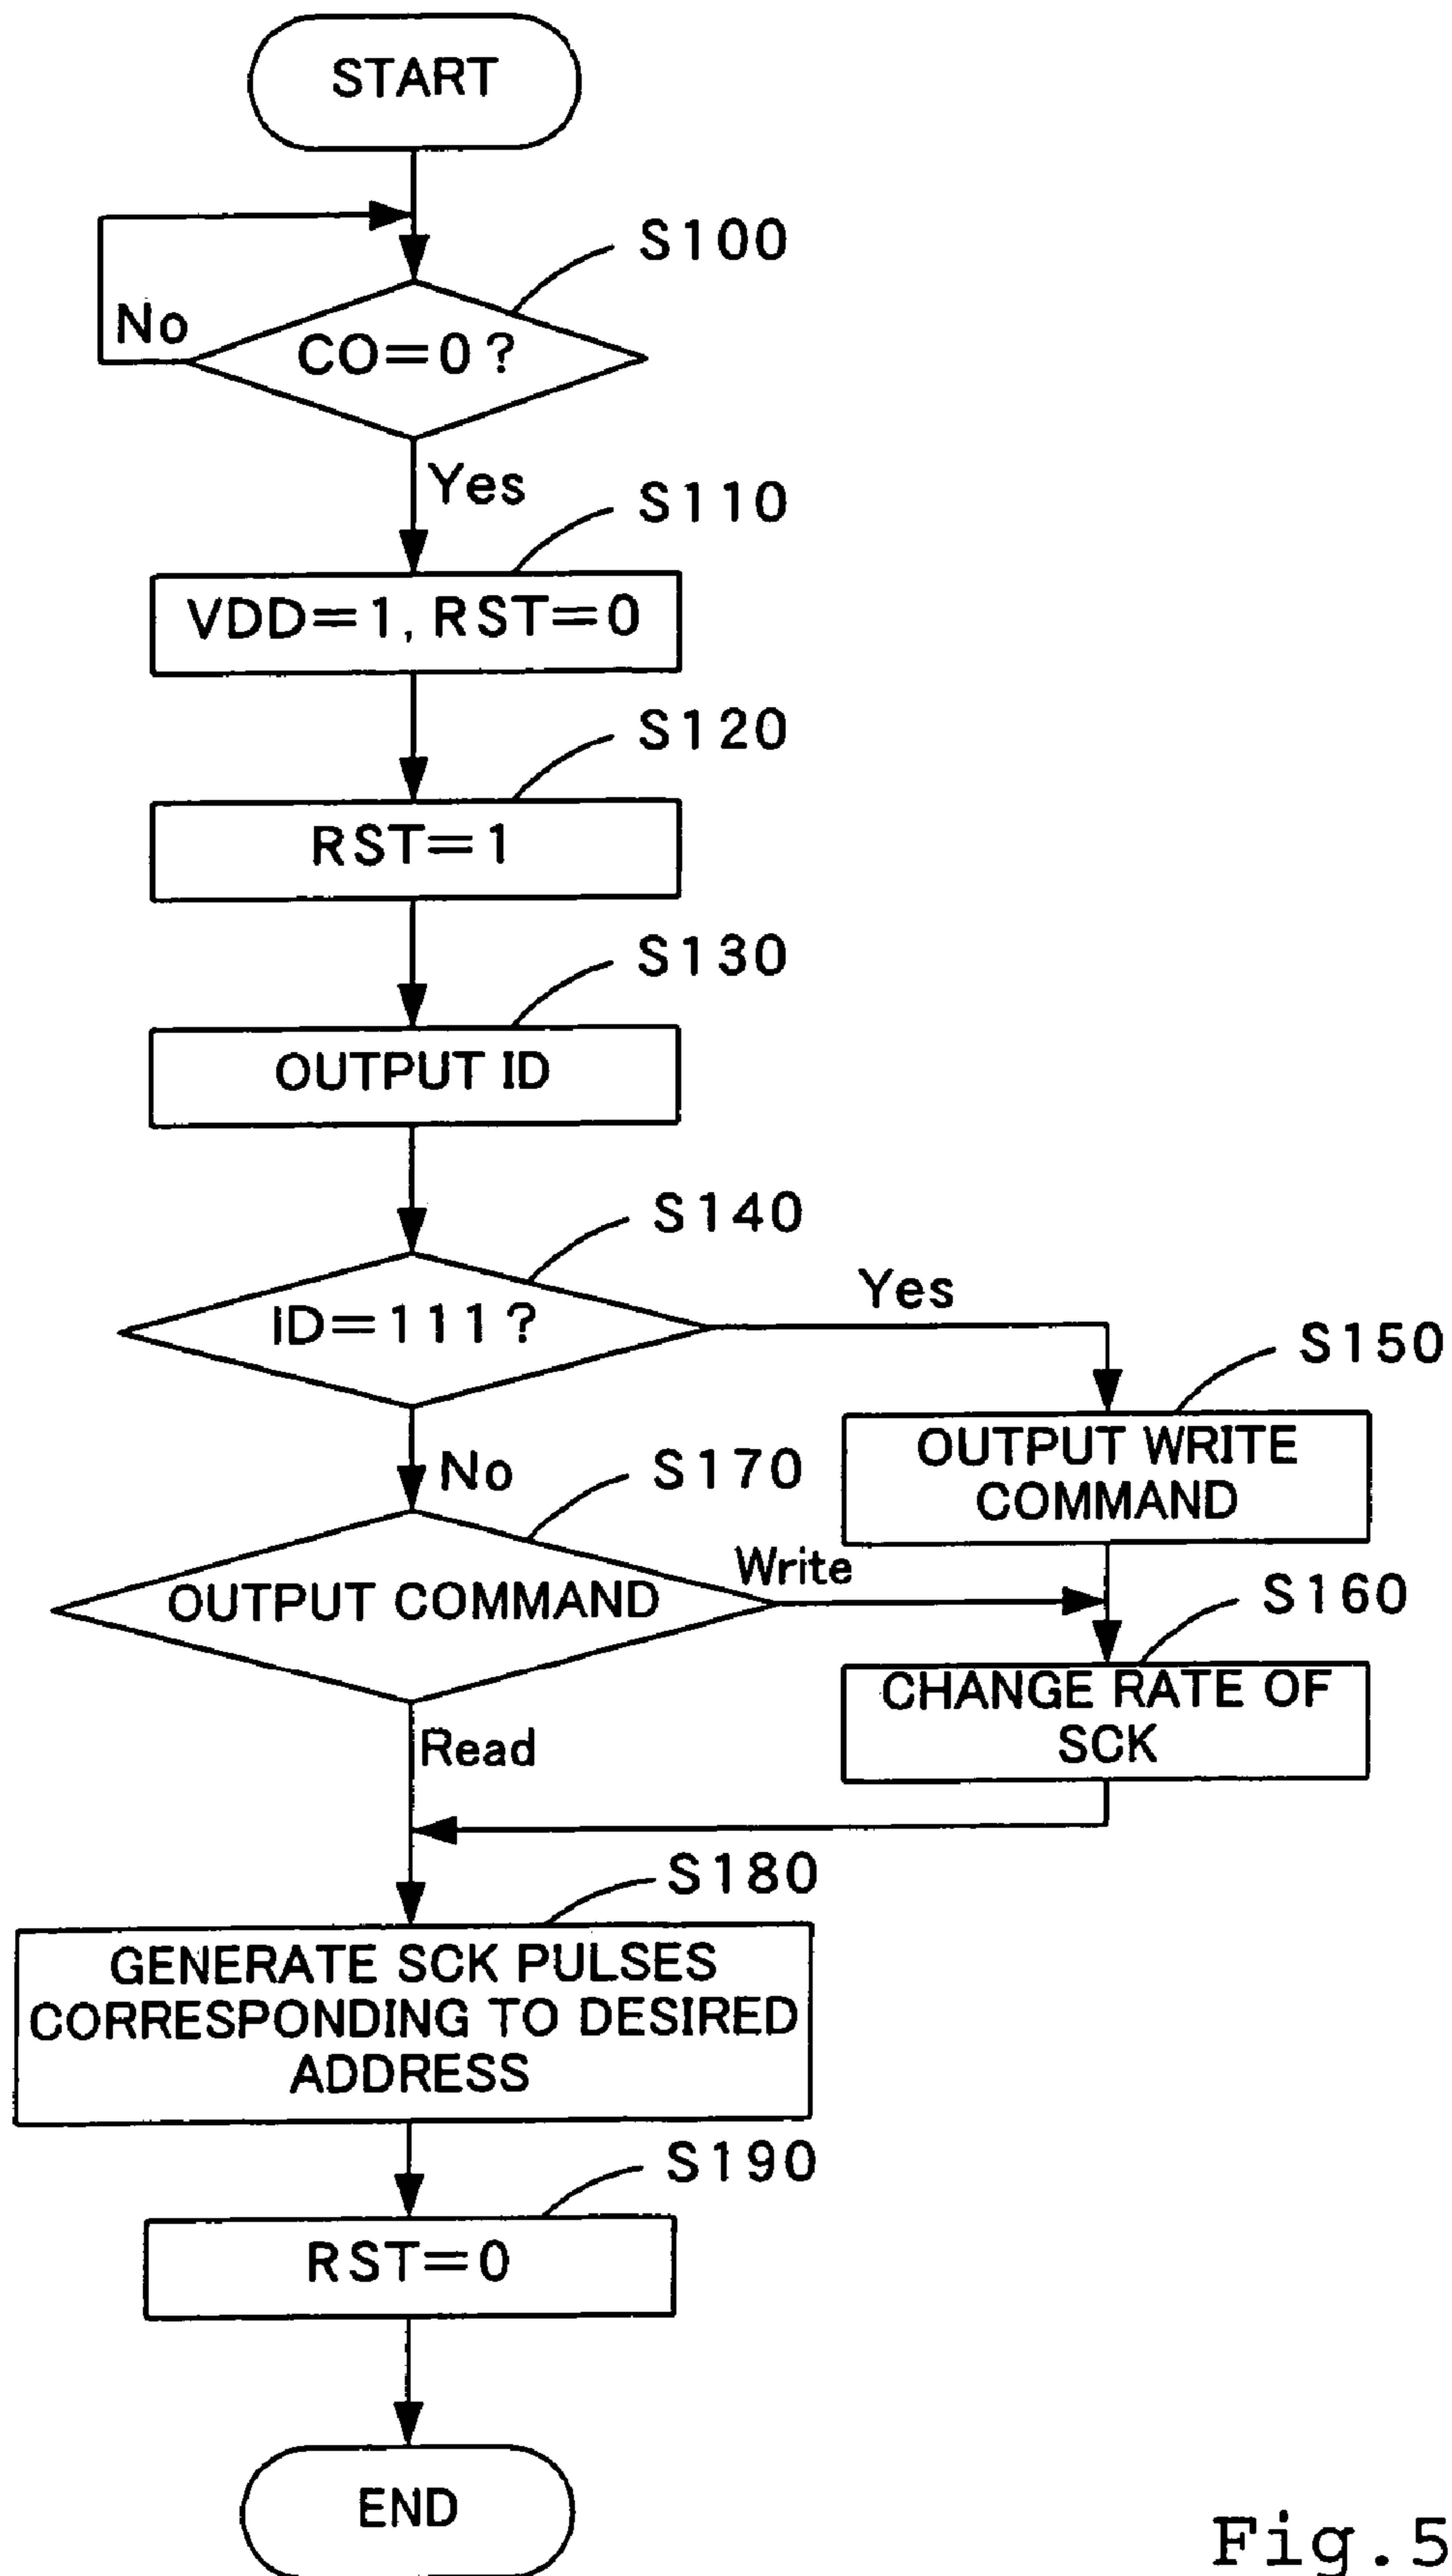 START
S100
No
CO=0?
Yes
S110
VDD=1, RST=0
S120
RST=1
S130
OUTPUT ID
S140
ID=111?
Yes
S150
OUTPUT WRITE
COMMAND
No
S170
Write
OUTPUT COMMAND
S160
CHANGE RATE OF
SCK
Read
S180
GENERATE SCK PULSES
CORRESPONDING TO DESIRED
ADDRESS
S190
RST=0
END
Fig.5